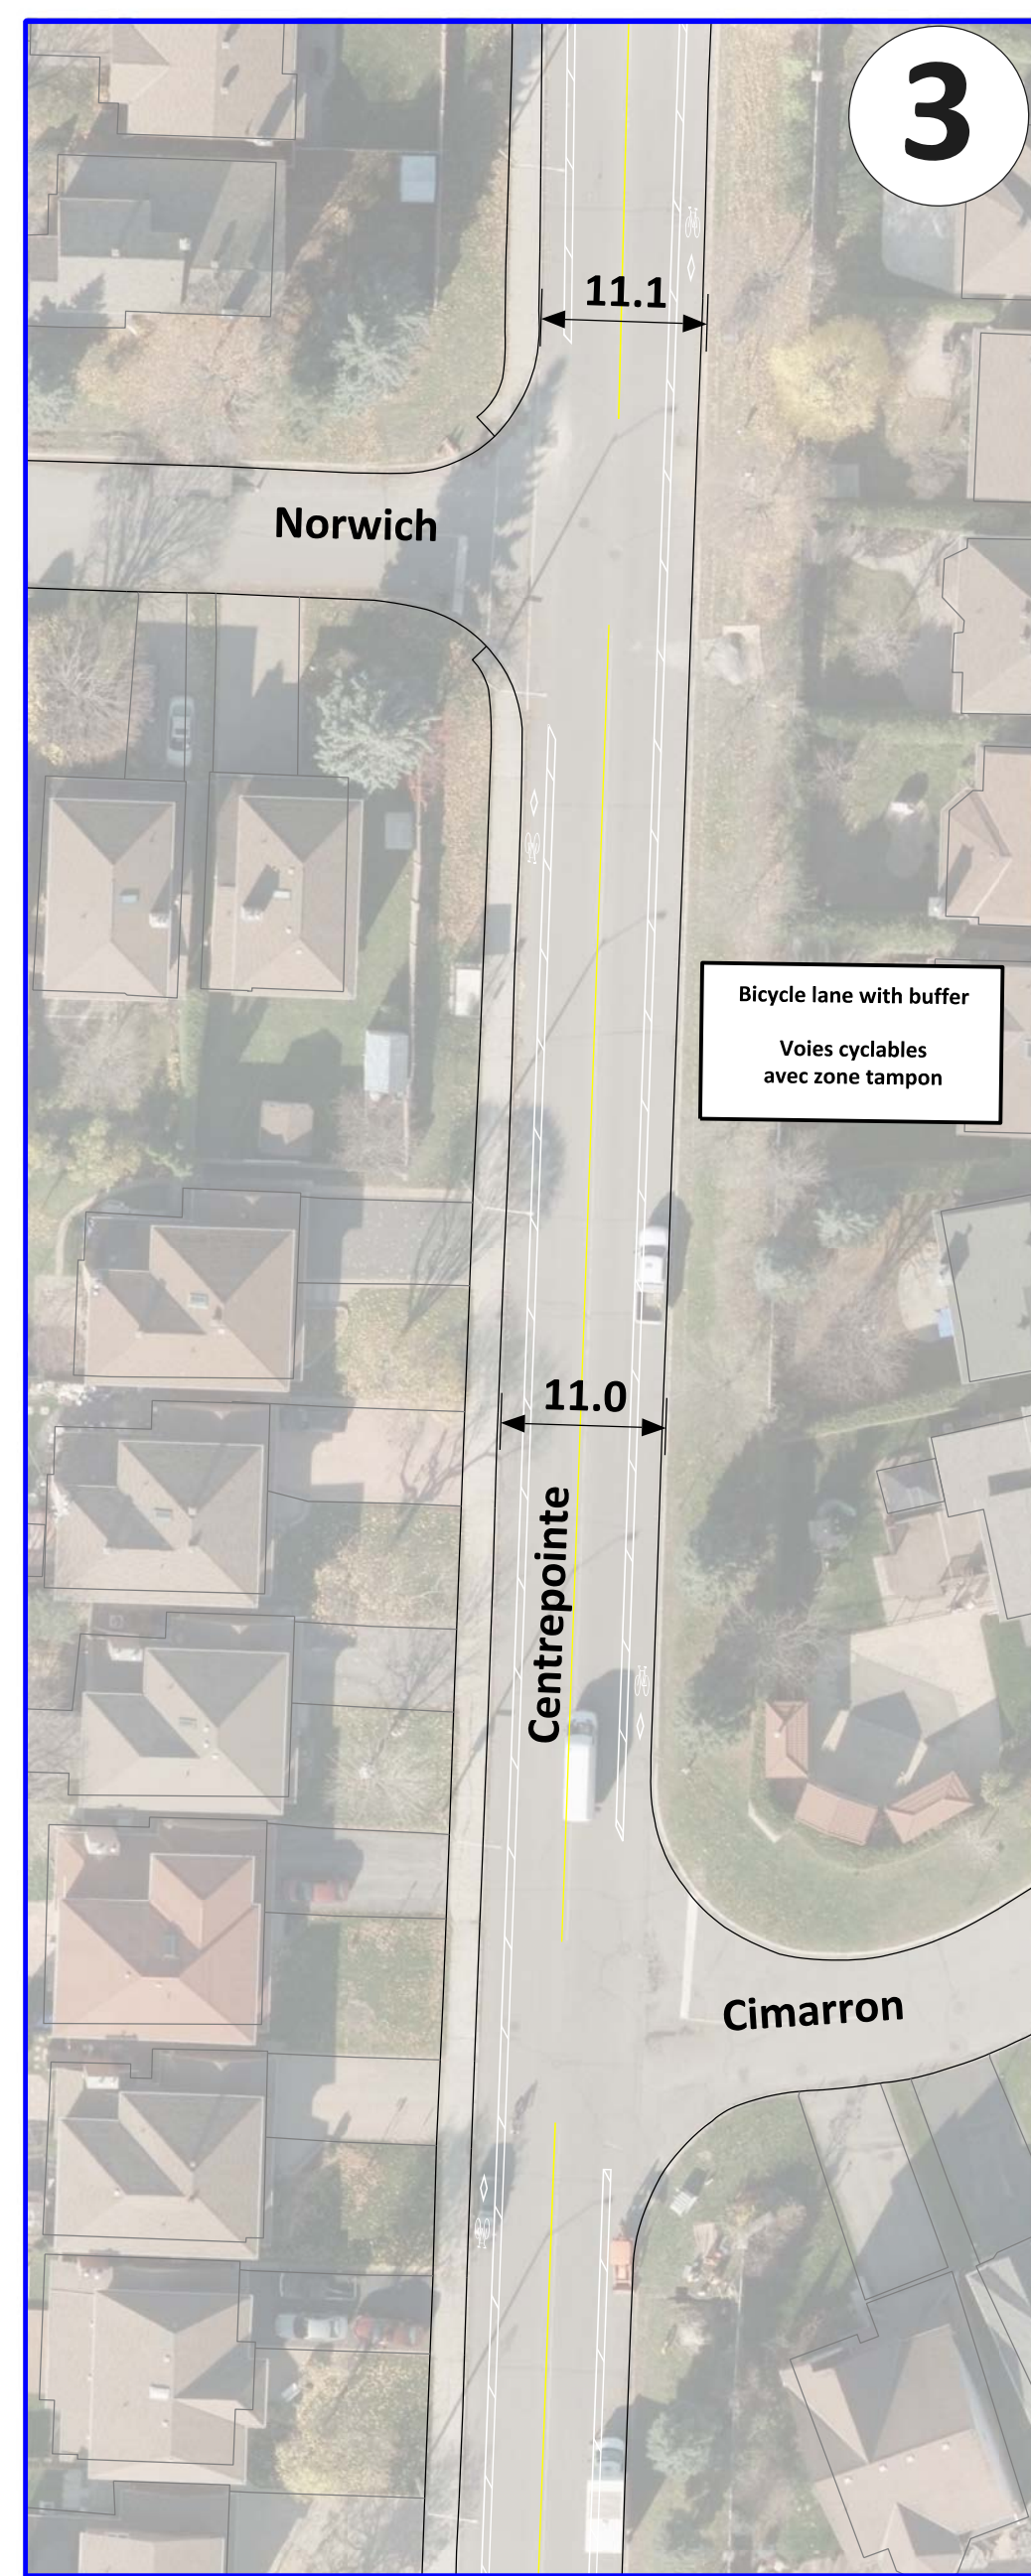 3
11.1
Norwich
Bicycle lane with buffer
Voies cyclables
avec zone tampon
11.0
Centrepointe
Cimarron